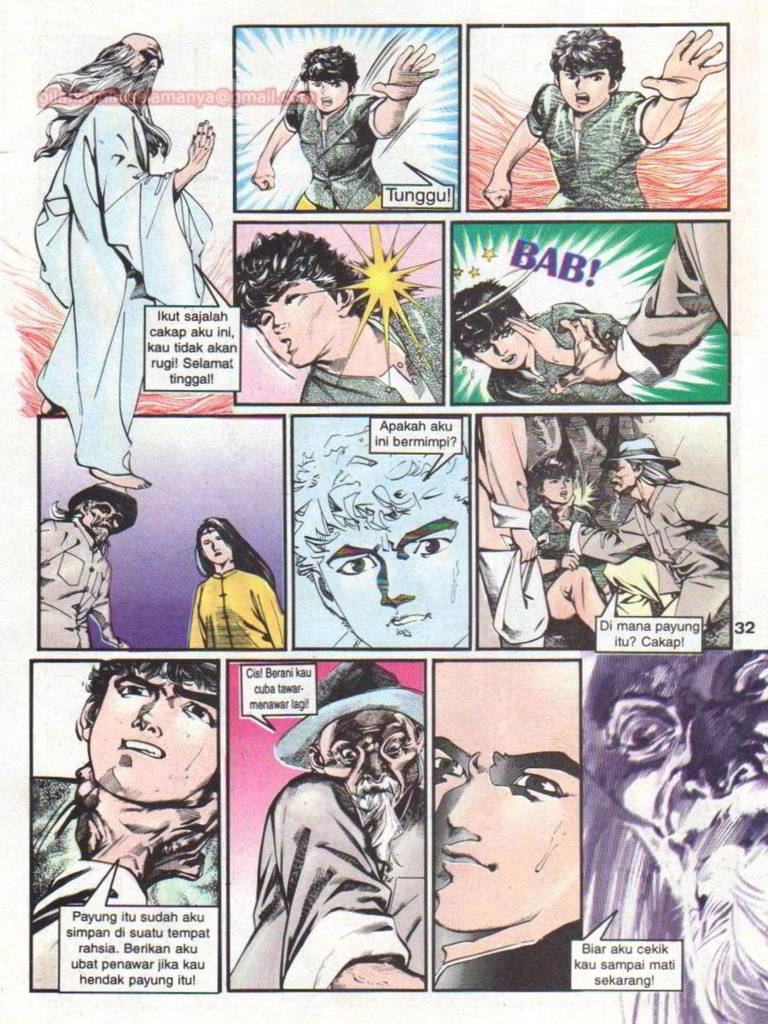 Tunggu!
Ikut sajalah
cakap aku ini,
kau tidak akan
rugi! Selamat
tinggal!
BAB!
Apakah aku
ini bermimpi?
Di mana payung
itu? Cakap!
32
Payung itu sudah aku
simpan di suatu tempat
rahsia. Berikan aku
ubat penawar jika kau
hendak payung itu!
Cis! Berani kau
cuba tawar-
menawar lagi!
Biar aku cekik
kau sampai mati
sekarang!